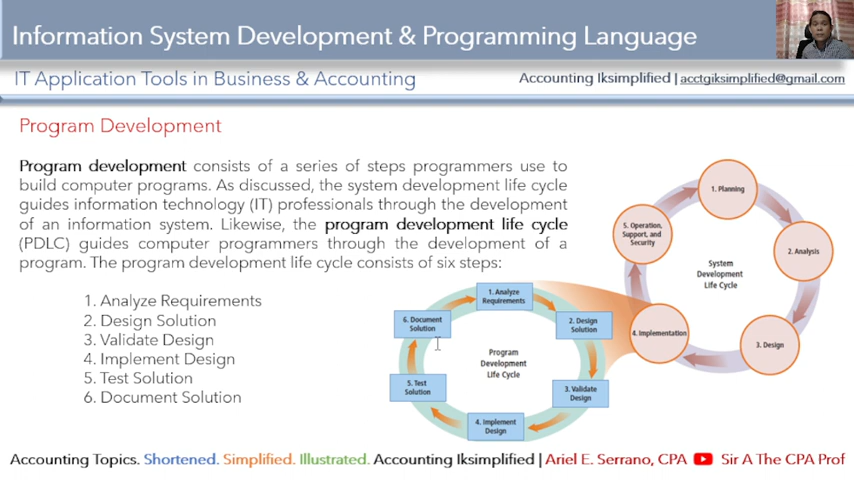 Information System Development & Programming Language
IT Application Tools in Business & Accounting
Accounting Iksimplified | acctgiksimplified@gmail.com
Program Development
Program development consists of a series of steps programmers use to
build computer programs. As discussed, the system development life cycle
guides information technology (IT) professionals through the development
of an information system. Likewise, the program development life cycle
(PDLC) guides computer programmers through the development of a
program. The program development life cycle consists of six steps:
1. Analyze Requirements
2. Design Solution
3. Validate Design
4. Implement Design
5. Test Solution
6. Document Solution
1. Analyze
Requirements
2. Design
Solution
3. Validate
Design
4. Implement
Design
5. Test
Solution
6. Document
Solution
Program
Development
Life Cycle
1. Planning
2. Analysis
3. Design
4. Implementation
5. Operation,
Support, and
Security
System
Development
Life Cycle
Accounting Topics. Shortened. Simplified. Illustrated. Accounting Iksimplified | Ariel E. Serrano, CPA Sir A The CPA Prof